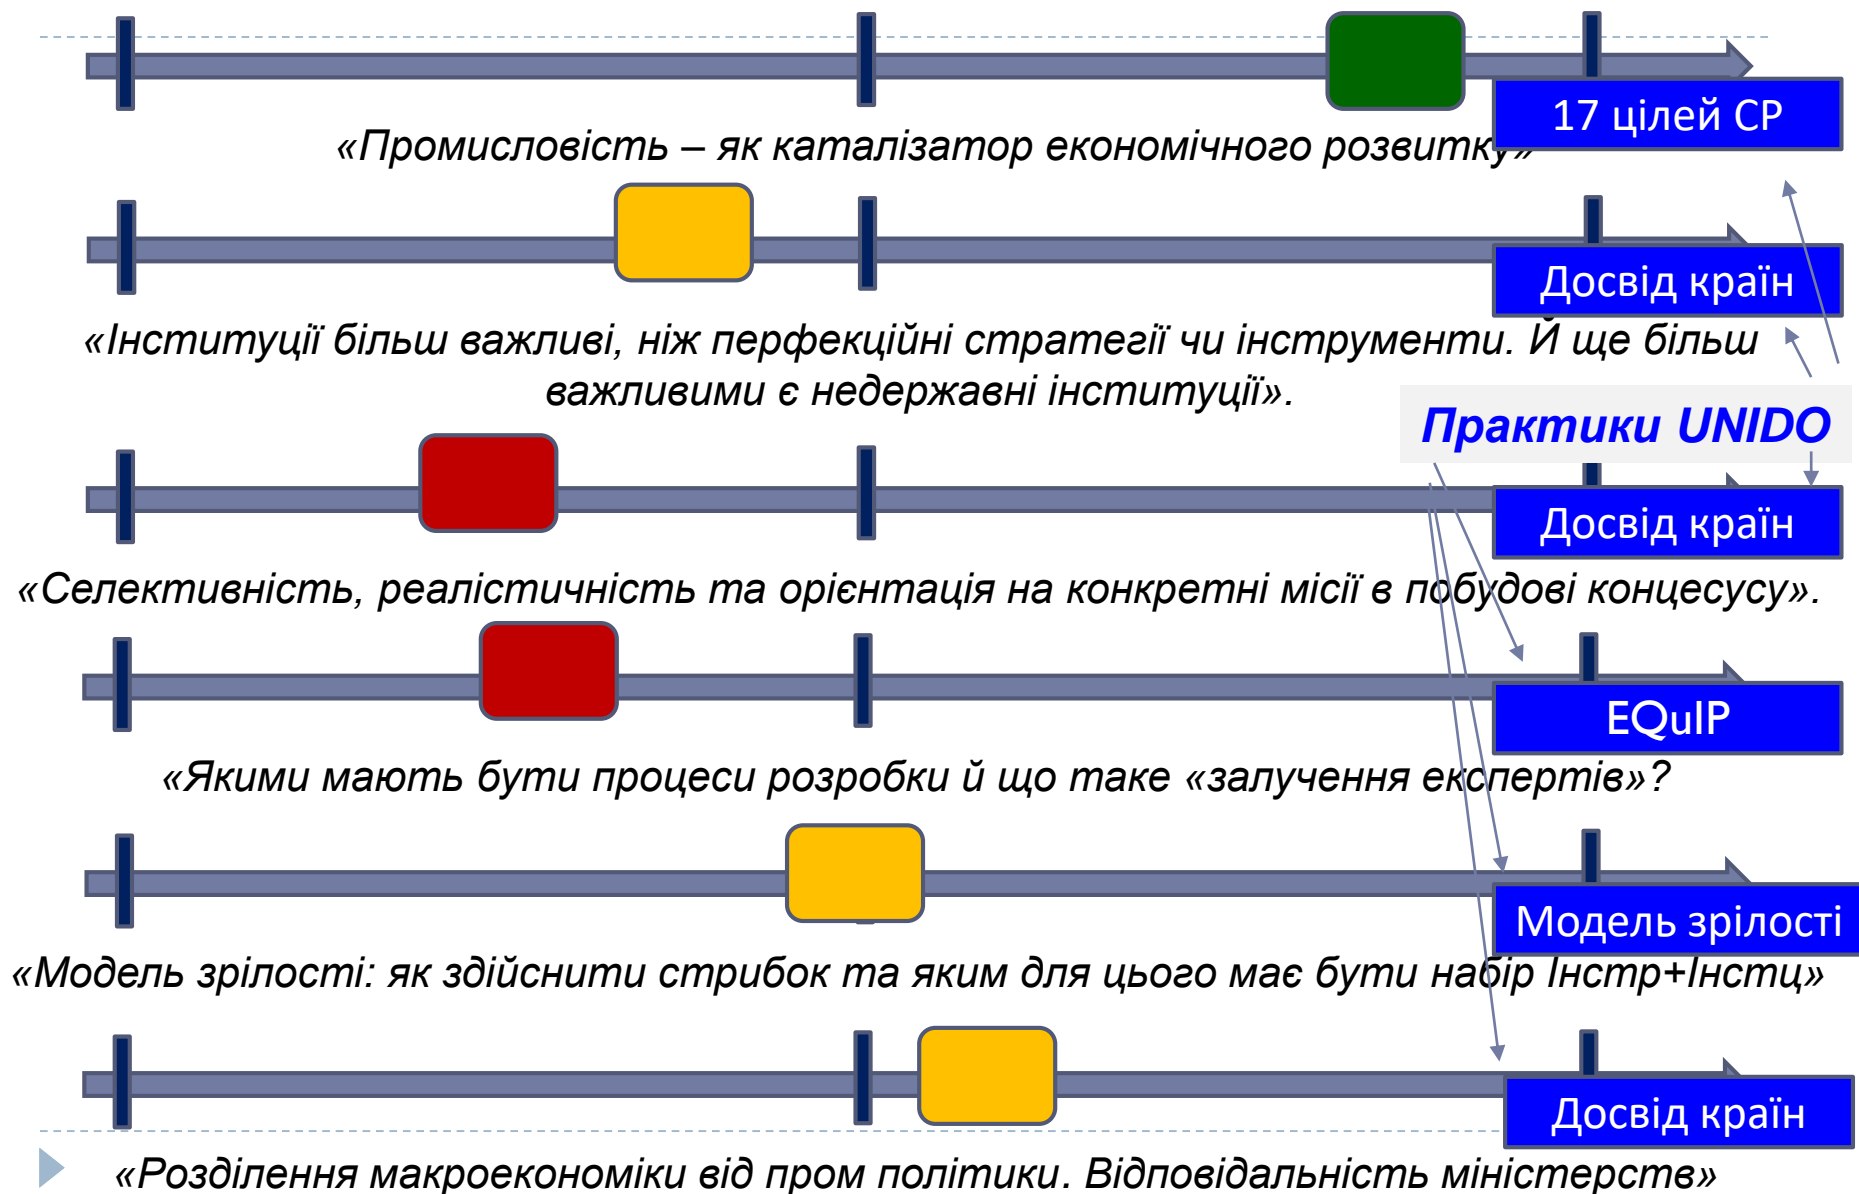 17 цілей СР
«Промисловість – як каталізатор економічного розвитку»
Досвід країн
«Інституції більш важливі, ніж перфекційні стратегії чи інструменти. Й ще більш
важливими є недержавні інституції».
Практики UNIDO
Досвід країн
«Селективність, реалістичність та орієнтація на конкретні місії в побудові концесусу».
EQuIP
«Якими мають бути процеси розробки й що таке «залучення експертів»?
Модель зрілості
«Модель зрілості: як здійснити стрибок та яким для цього має бути набір Інстр+Інстц»
Досвід країн
«Розділення макроекономіки від пром політики. Відповідальність міністерств»